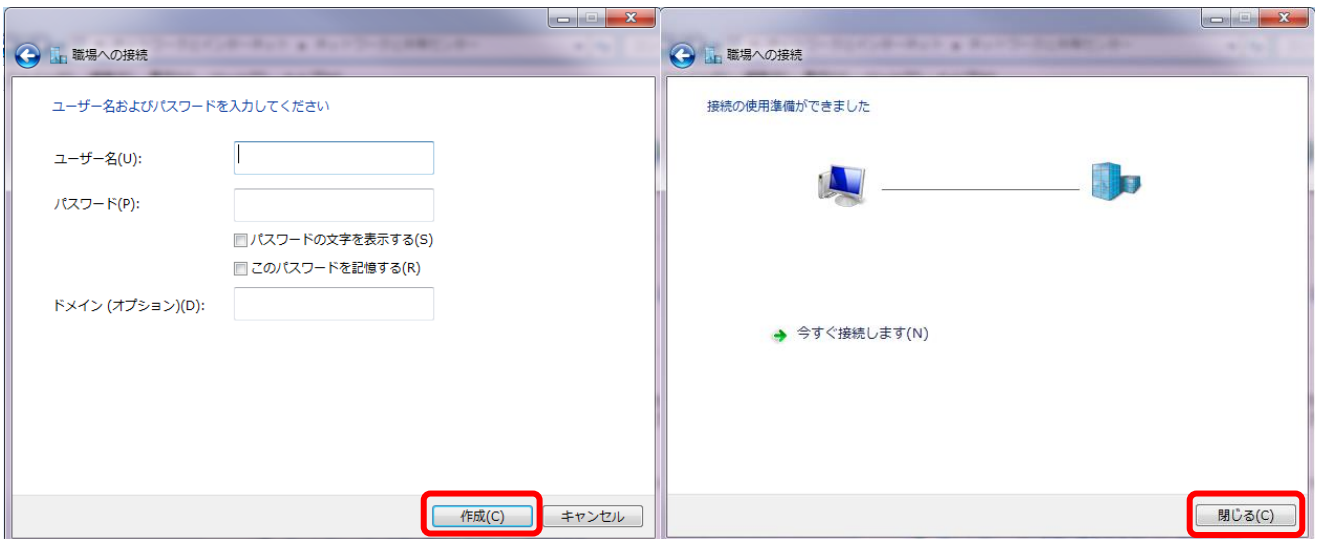 職場への接続
ユーザー名およびパスワードを入力してください
ユーザー名(U):
パスワード(P):
パスワードの文字を表示する(S)
このパスワードを記憶する(R)
ドメイン (オプション)(D):
作成(C)
キャンセル
職場への接続
接続の使用準備ができました
今すぐ接続します(N)
閉じる(C)